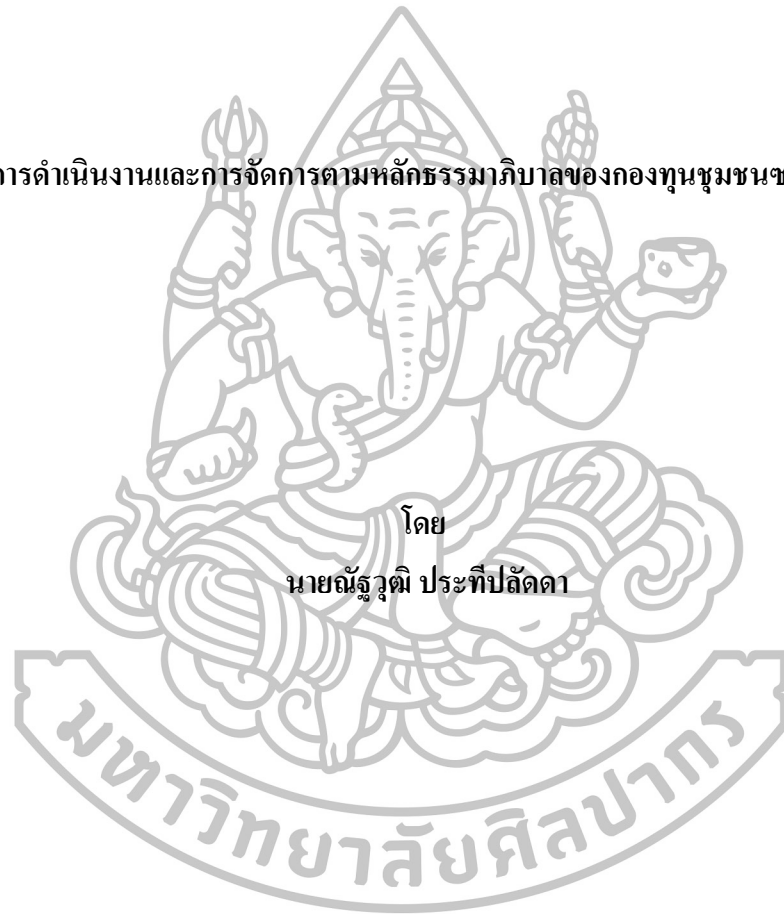 การดำเนินงานและการจัดการตามหลักธรรมาภิบาลของกองทุนชุมชนซ
โดย
นายณัฐวุฒิ ประทีปลัดดา
มหาวิทยาลัยศิลปากร